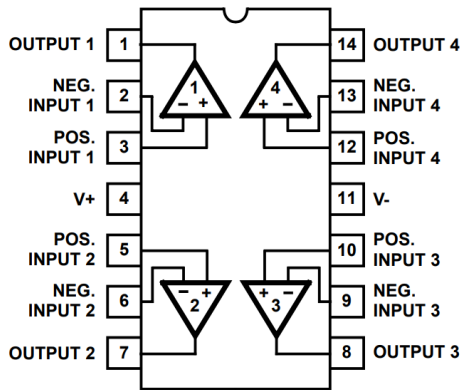 OUTPUT 1
1
14
OUTPUT 4
NEG.
INPUT 1
2
1
- +
4
+ -
13
NEG.
INPUT 4
POS.
INPUT 1
3
12
POS.
INPUT 4
V+
4
11
V-
POS.
INPUT 2
5
10
POS.
INPUT 3
NEG.
INPUT 2
6
- +
2
+ -
3
9
NEG.
INPUT 3
OUTPUT 2
7
8
OUTPUT 3